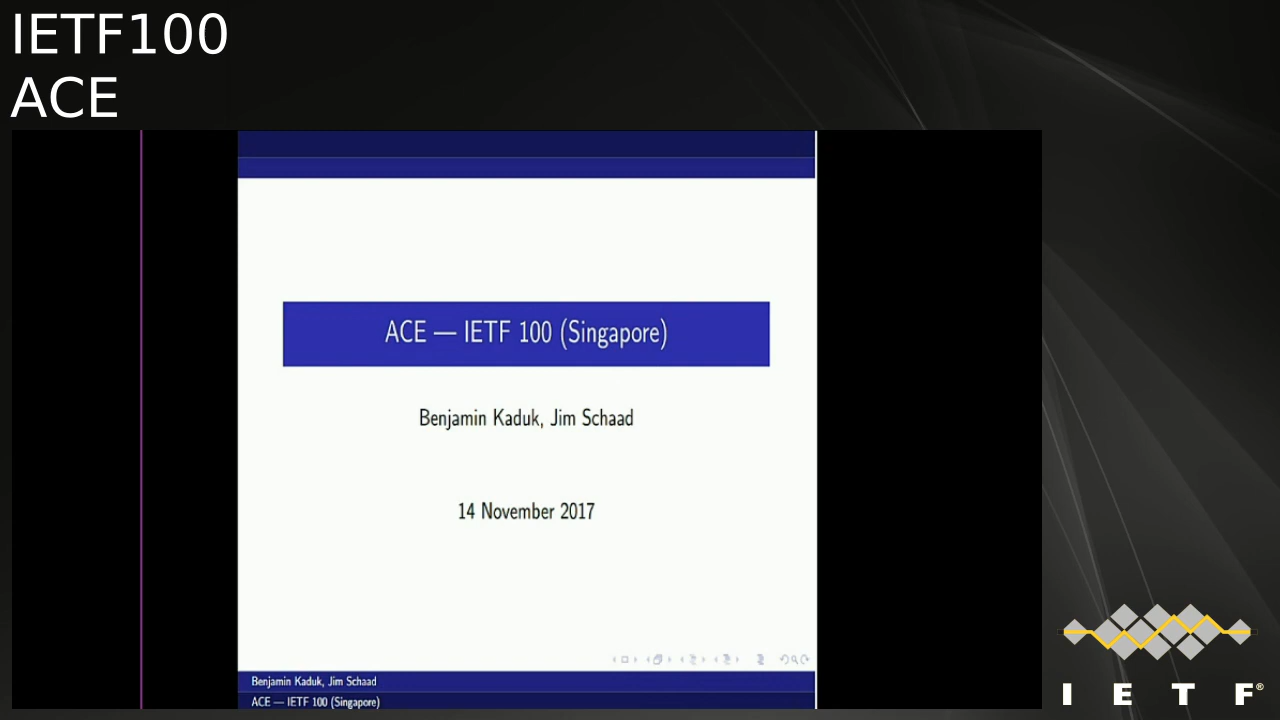 IETF100
ACE
ACE — IETF 100 (Singapore)
Benjamin Kaduk, Jim Schaad
14 November 2017
Benjamin Kaduk, Jim Schaad
ACE — IETF 100 (Singapore)
I E T F®